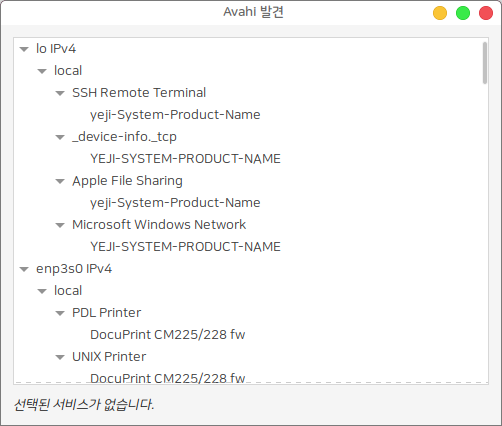 Avahi 발견
lo IPv4
local
SSH Remote Terminal
yeji-System-Product-Name
_device-info._tcp
YEJI-SYSTEM-PRODUCT-NAME
Apple File Sharing
yeji-System-Product-Name
Microsoft Windows Network
YEJI-SYSTEM-PRODUCT-NAME
enp3s0 IPv4
local
PDL Printer
DocuPrint CM225/228 fw
UNIX Printer
DocuPrint CM225/228 fw
선택된 서비스가 없습니다.